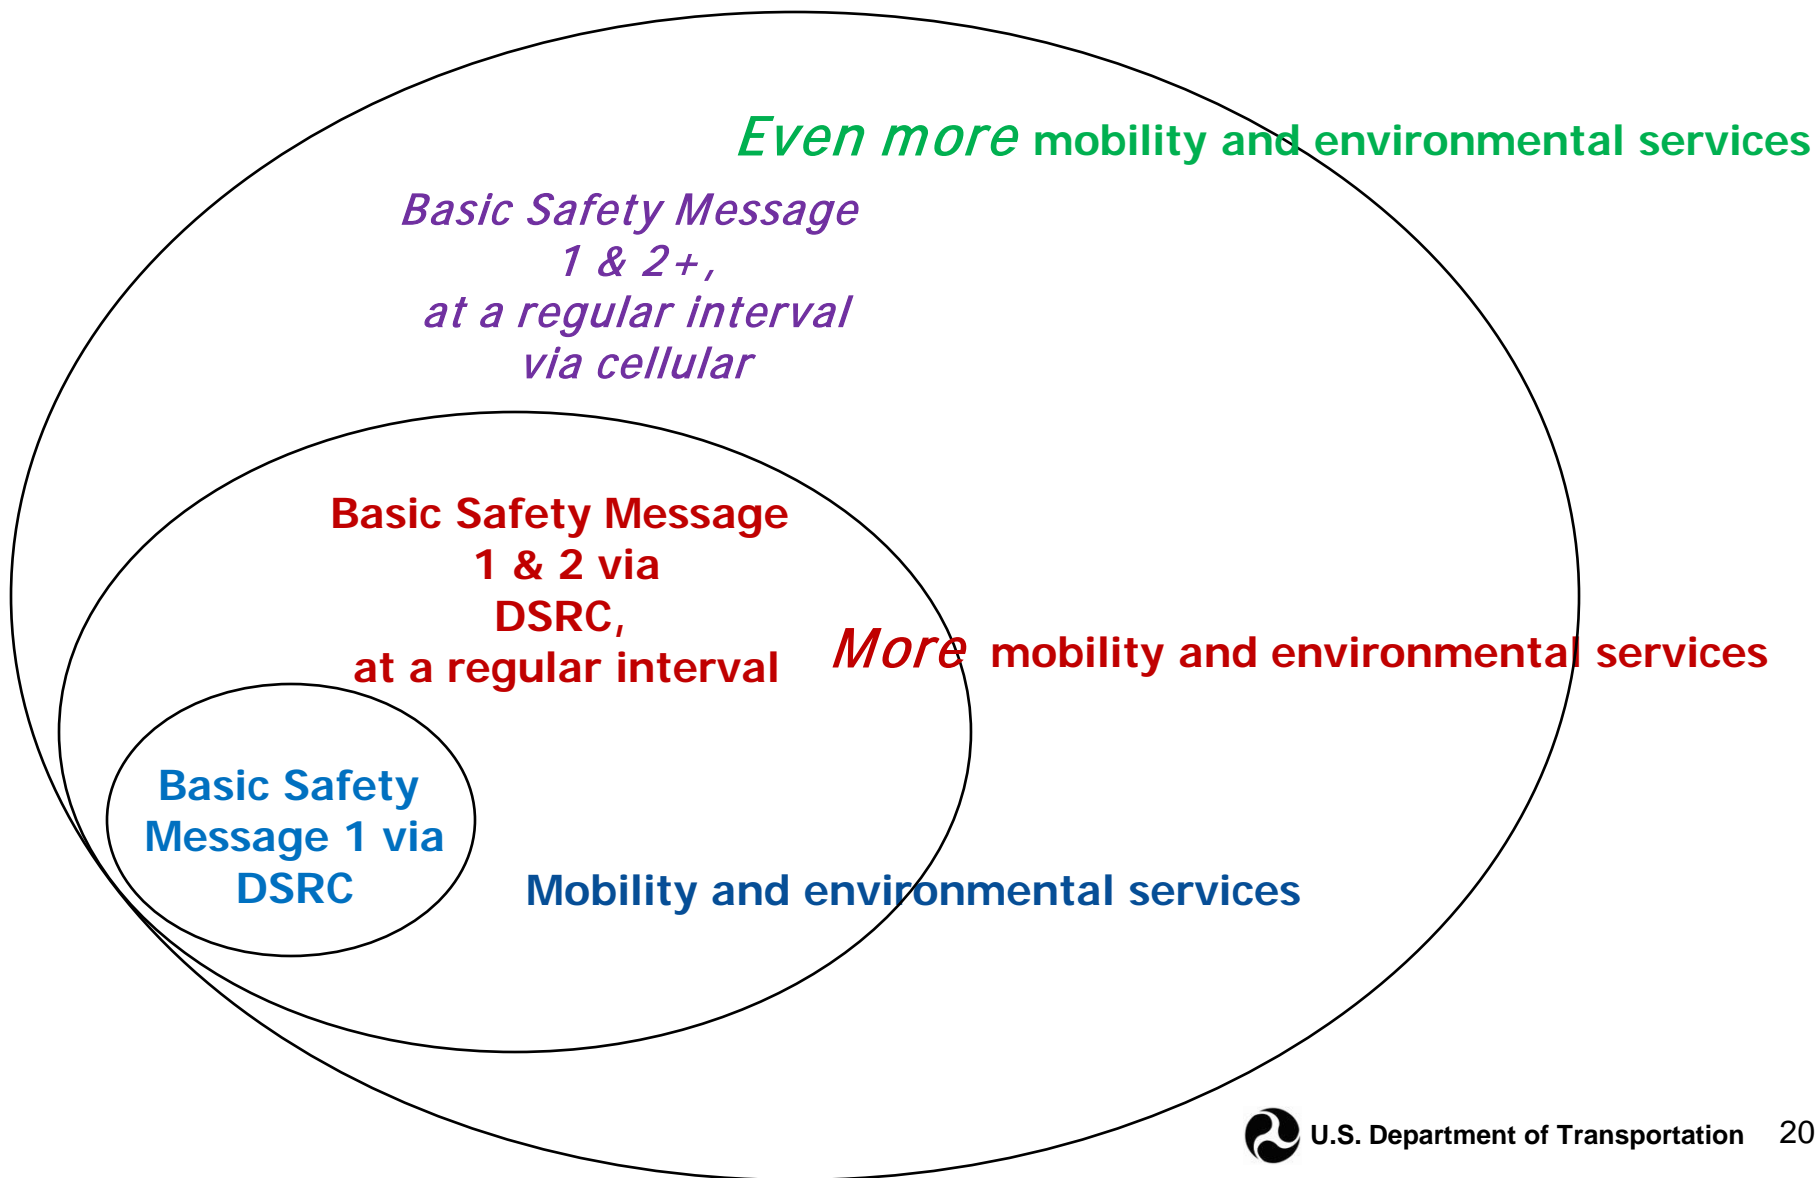 Even more mobility and environmental services
Basic Safety Message
1 & 2+,
at a regular interval
via cellular
Basic Safety Message
1 & 2 via
DSRC,
at a regular interval
More mobility and environmental services
Basic Safety
Message 1 via
DSRC
Mobility and environmental services
U.S. Department of Transportation 20